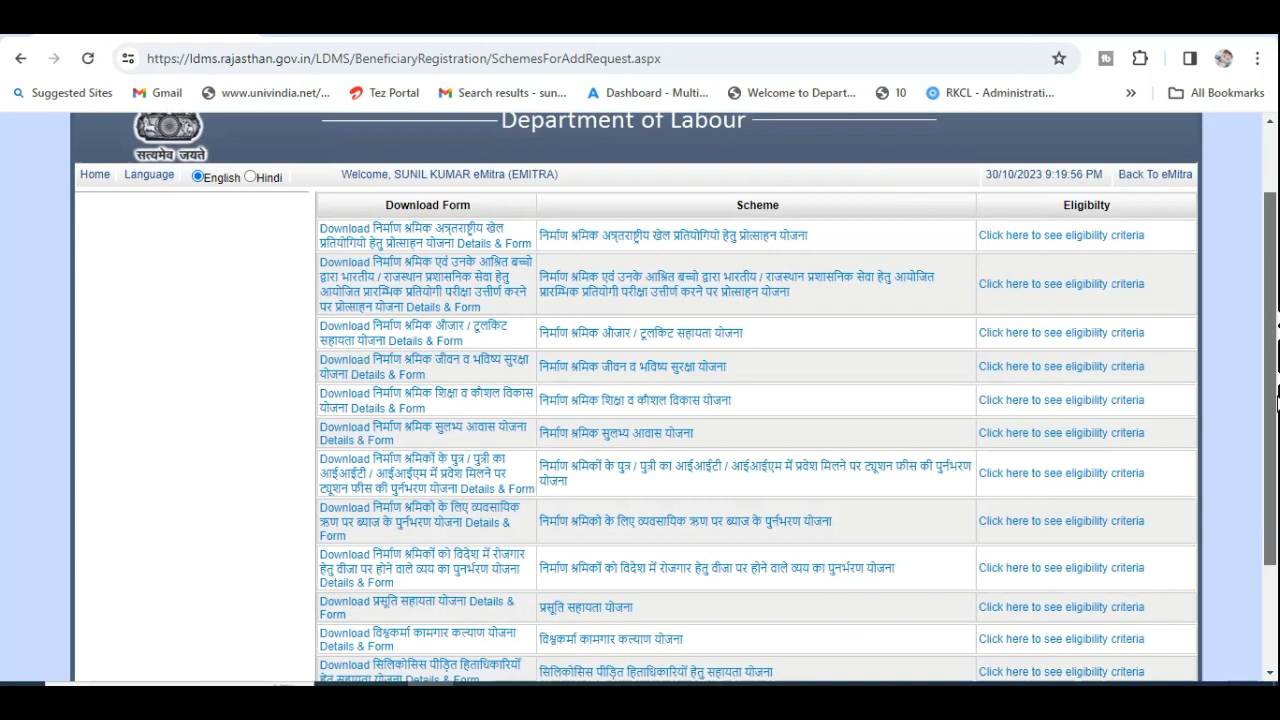 https://ldms.rajasthan.gov.in/LDMS/BeneficiaryRegistration/SchemesForAddRequest.aspx
Suggested Sites Gmail www.univindia.net/... Tez Portal Search results - sun... Dashboard - Multi... Welcome to Depart... 10 RKCL - Administrati... » All Bookmarks
सत्यमेव जयते
Department of Labour
Home Language English Hindi Welcome, SUNIL KUMAR eMitra (EMITRA) 30/10/2023 9:19:56 PM Back To eMitra
Download Form Scheme Eligibilty
Download निर्माण श्रमिक अत्र्तराष्ट्रीय खेल
प्रतियोगियो हेतु प्रोत्साहन योजना Details & Form
निर्माण श्रमिक अत्र्तराष्ट्रीय खेल प्रतियोगियो हेतु प्रोत्साहन योजना
Click here to see eligibility criteria
Download निर्माण श्रमिक एवं उनके आश्रित बच्चो
द्वारा भारतीय / राजस्थान प्रशासनिक सेवा हेतु
आयोजित प्रारम्भिक प्रतियोगी परीक्षा उत्तीर्ण करने
पर प्रोत्साहन योजना Details & Form
निर्माण श्रमिक एवं उनके आश्रित बच्चो द्वारा भारतीय / राजस्थान प्रशासनिक सेवा हेतु आयोजित
प्रारम्भिक प्रतियोगी परीक्षा उत्तीर्ण करने पर प्रोत्साहन योजना
Click here to see eligibility criteria
Download निर्माण श्रमिक औजार / टूलकिट
सहायता योजना Details & Form
निर्माण श्रमिक औजार / टूलकिट सहायता योजना
Click here to see eligibility criteria
Download निर्माण श्रमिक जीवन व भविष्य सुरक्षा
योजना Details & Form
निर्माण श्रमिक जीवन व भविष्य सुरक्षा योजना
Click here to see eligibility criteria
Download निर्माण श्रमिक शिक्षा व कौशल विकास
योजना Details & Form
निर्माण श्रमिक शिक्षा व कौशल विकास योजना
Click here to see eligibility criteria
Download निर्माण श्रमिक सुलभ्य आवास योजना
Details & Form
निर्माण श्रमिक सुलभ्य आवास योजना
Click here to see eligibility criteria
Download निर्माण श्रमिकों के पुत्र / पुत्री का
आईआईटी / आईआईएम में प्रवेश मिलने पर
ट्यूशन फीस की पुर्नभरण योजना Details & Form
निर्माण श्रमिकों के पुत्र / पुत्री का आईआईटी / आईआईएम में प्रवेश मिलने पर ट्यूशन फीस की पुर्नभरण
योजना
Click here to see eligibility criteria
Download निर्माण श्रमिको के लिए व्यवसायिक
ऋण पर ब्याज के पुर्नभरण योजना Details &
Form
निर्माण श्रमिको के लिए व्यवसायिक ऋण पर ब्याज के पुर्नभरण योजना
Click here to see eligibility criteria
Download निर्माण श्रमिकों को विदेश में रोजगार
हेतु वीजा पर होने वाले व्यय का पुनर्भरण योजना
Details & Form
निर्माण श्रमिकों को विदेश में रोजगार हेतु वीजा पर होने वाले व्यय का पुनर्भरण योजना
Click here to see eligibility criteria
Download प्रसूति सहायता योजना Details &
Form
प्रसूति सहायता योजना
Click here to see eligibility criteria
Download विश्वकर्मा कामगार कल्याण योजना
Details & Form
विश्वकर्मा कामगार कल्याण योजना
Click here to see eligibility criteria
Download सिलिकोसिस पीड़ित हिताधिकारियों
हेतु सहायता योजना Details & Form
सिलिकोसिस पीड़ित हिताधिकारियों हेतु सहायता योजना
Click here to see eligibility criteria